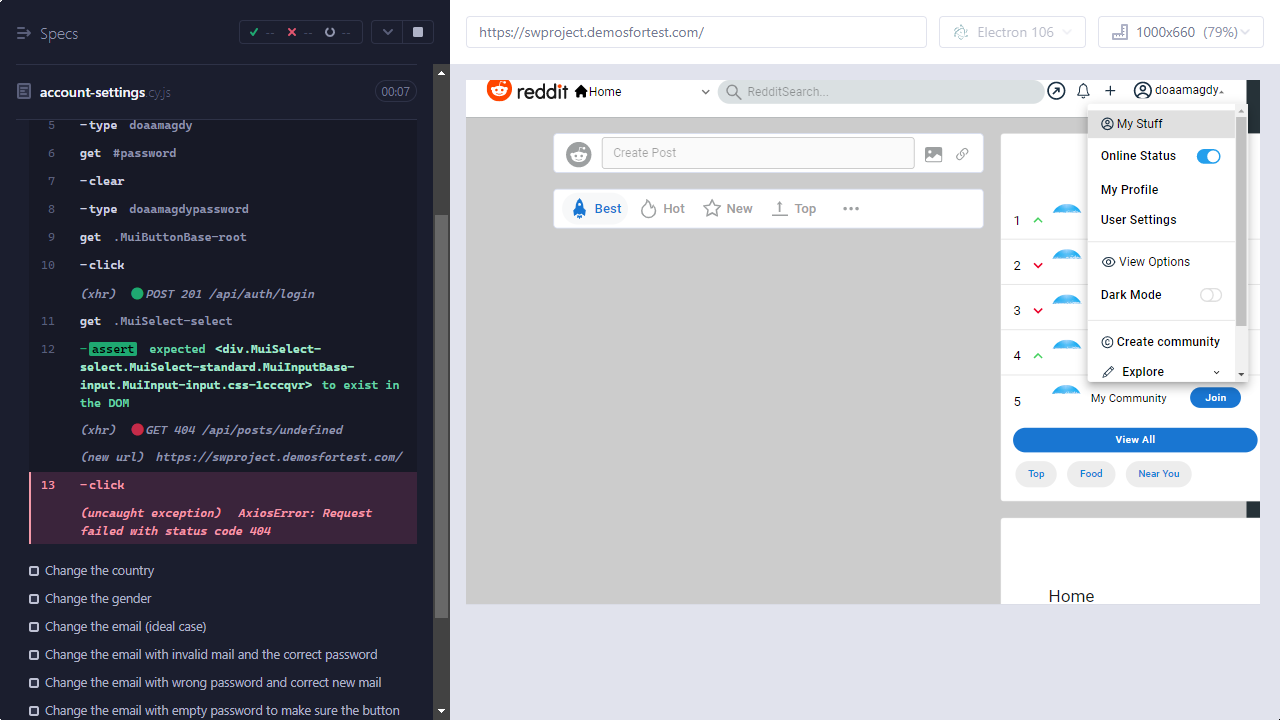 Specs
-- -- --
account-settings.cy.js
00:07
5 -type doaamagdy
6 get #password
7 -clear
8 -type doaamagdypassword
9 get .MuiButtonBase-root
10 -click
(xhr) POST 201 /api/auth/login
11 get .MuiSelect-select
12 -assert expected <div.MuiSelect-
select.MuiSelect-standard.MuiInputBase-
input.MuiInput-input.css-1cccqvr> to exist in
the DOM
(xhr) GET 404 /api/posts/undefined
(new url) https://swproject.demosfortest.com/
13 -click
(uncaught exception) AxiosError: Request
failed with status code 404
Change the country
Change the gender
Change the email (ideal case)
Change the email with invalid mail and the correct password
Change the email with wrong password and correct new mail
Change the email with empty password to make sure the button
https://swproject.demosfortest.com/
Electron 106
1000x660 (79%)
reddit
Home
RedditSearch...
doaamagdy
Create Post
Best
Hot
New
Top
My Stuff
Online Status
My Profile
User Settings
View Options
Dark Mode
Create community
Explore
1
2
3
4
5
My Community
Join
View All
Top
Food
Near You
Home